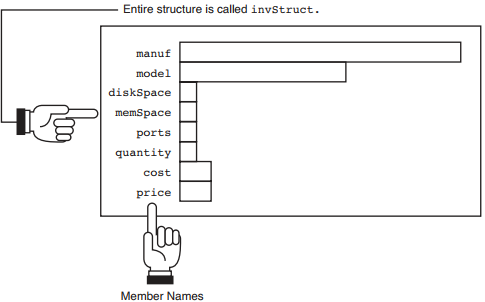 Entire structure is called invStruct.
manuf
model
diskSpace
memSpace
ports
quantity
cost
price
Member Names